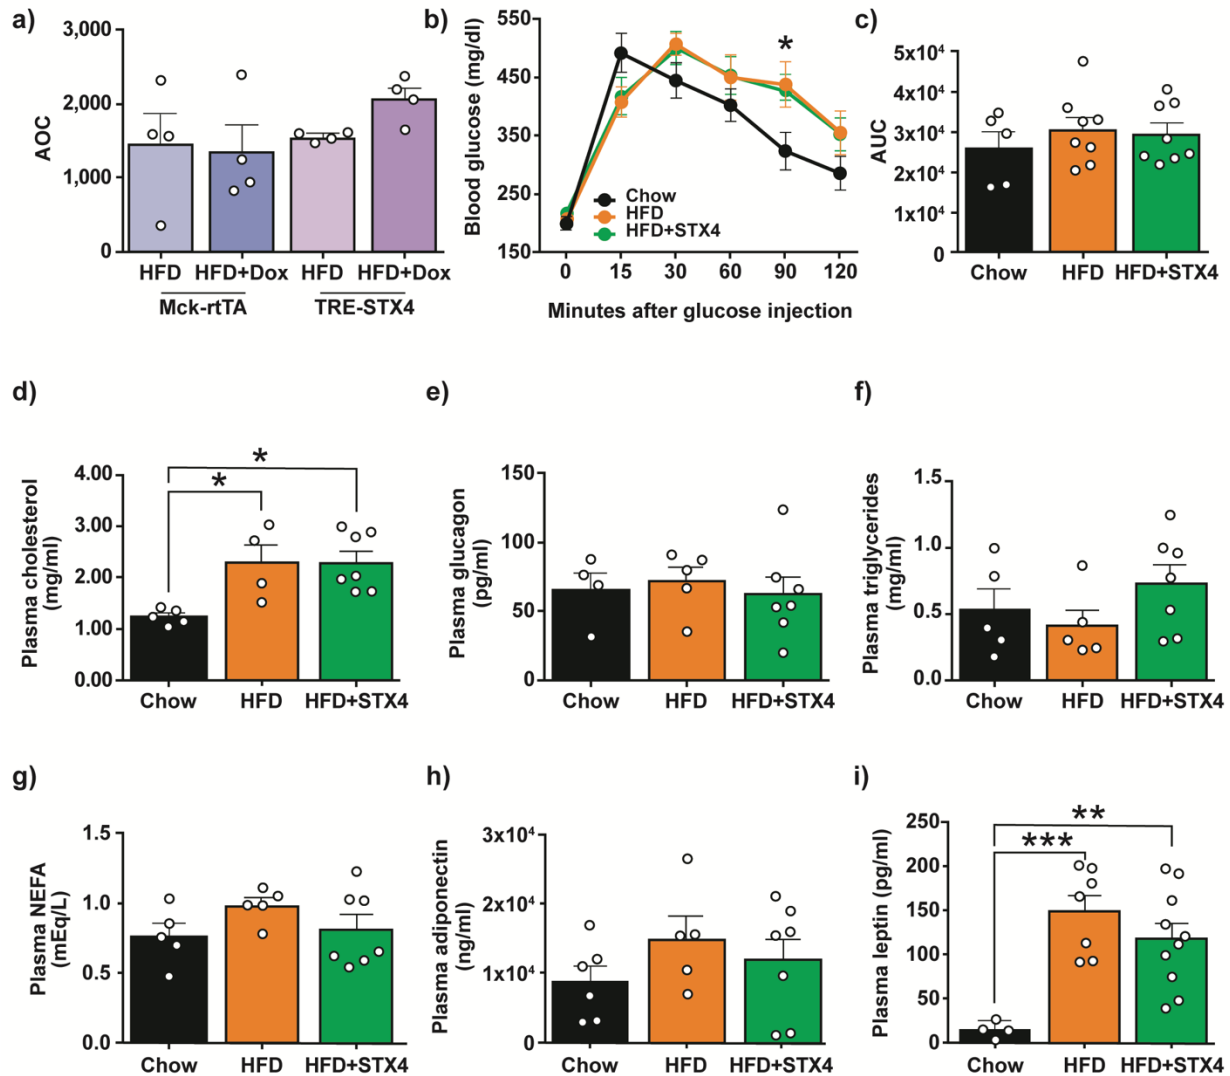 a)
3,000
2,000
1,000
0
AOC
HFD HFD+Dox HFD HFD+Dox
Mck-rtTA TRE-STX4
b)
550
450
350
250
150
Blood glucose (mg/dl)
*
Chow
HFD
HFD+STX4
0 15 30 60 90 120
Minutes after glucose injection
c)
5x10⁴
4x10⁴
3x10⁴
2x10⁴
1x10⁴
0
AUC
Chow HFD HFD+STX4
d)
4.00
3.00
2.00
1.00
0.00
Plasma cholesterol
(mg/ml)
*
*
Chow HFD HFD+STX4
e)
150
100
50
0
Plasma glucagon
(pg/ml)
Chow HFD HFD+STX4
f)
1.5
1.0
0.5
0.0
Plasma triglycerides
(mg/ml)
Chow HFD HFD+STX4
g)
1.5
1.0
0.5
0.0
Plasma NEFA
(mEq/L)
Chow HFD HFD+STX4
h)
3x10⁴
2x10⁴
1x10⁴
0
Plasma adiponectin
(ng/ml)
Chow HFD HFD+STX4
i)
250
200
150
100
50
0
Plasma leptin (pg/ml)
**
***
Chow HFD HFD+STX4